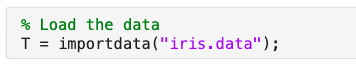 % Load the data
T = importdata("iris.data");